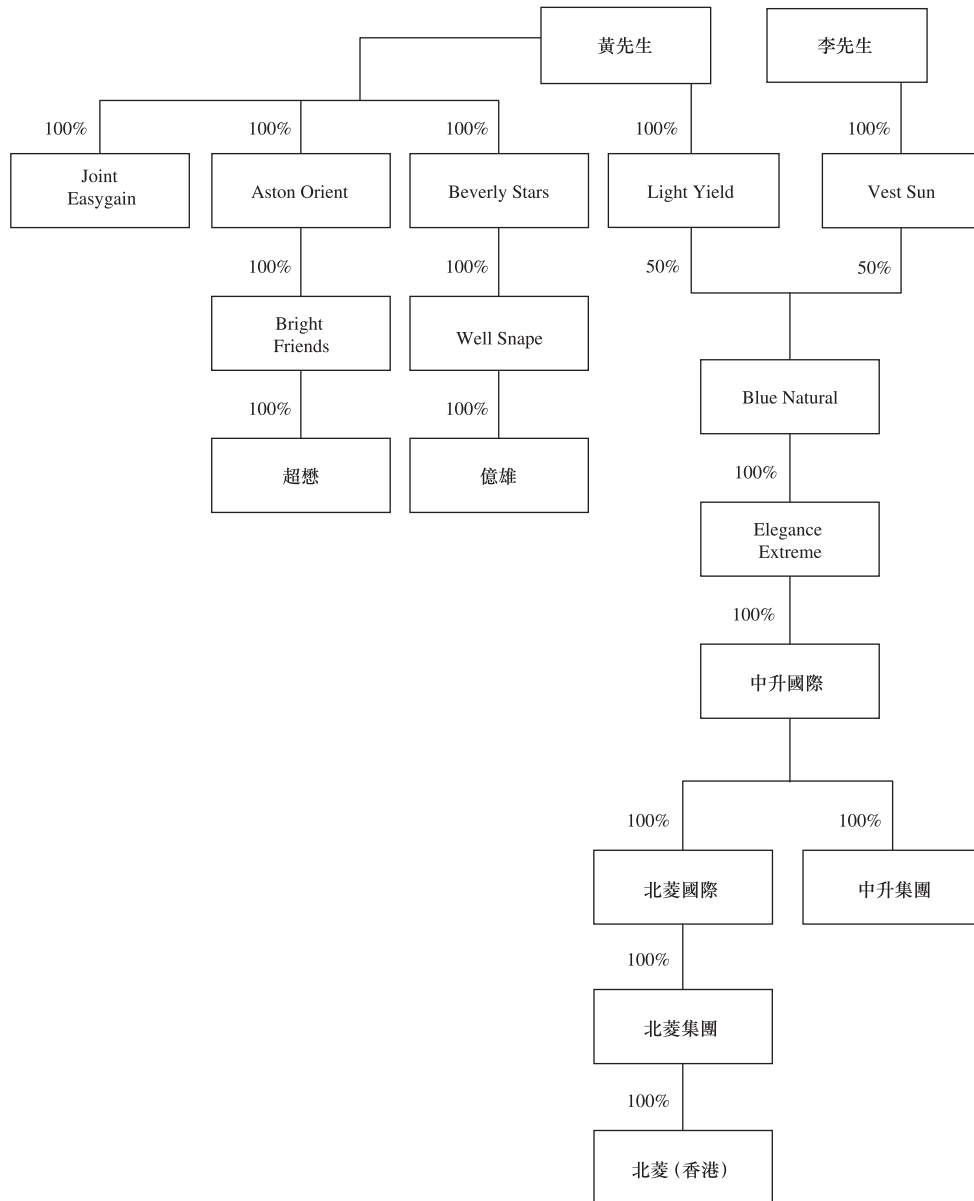 黃先生
李先生
100%
100%
100%
100%
100%
Joint
Easygain
Aston Orient
Beverly Stars
Light Yield
Vest Sun
100%
100%
50%
50%
Bright
Friends
Well Snape
Blue Natural
100%
100%
超懋
億雄
100%
Elegance
Extreme
100%
中升國際
100%
100%
北菱國際
中升集團
100%
北菱集團
100%
北菱（香港）